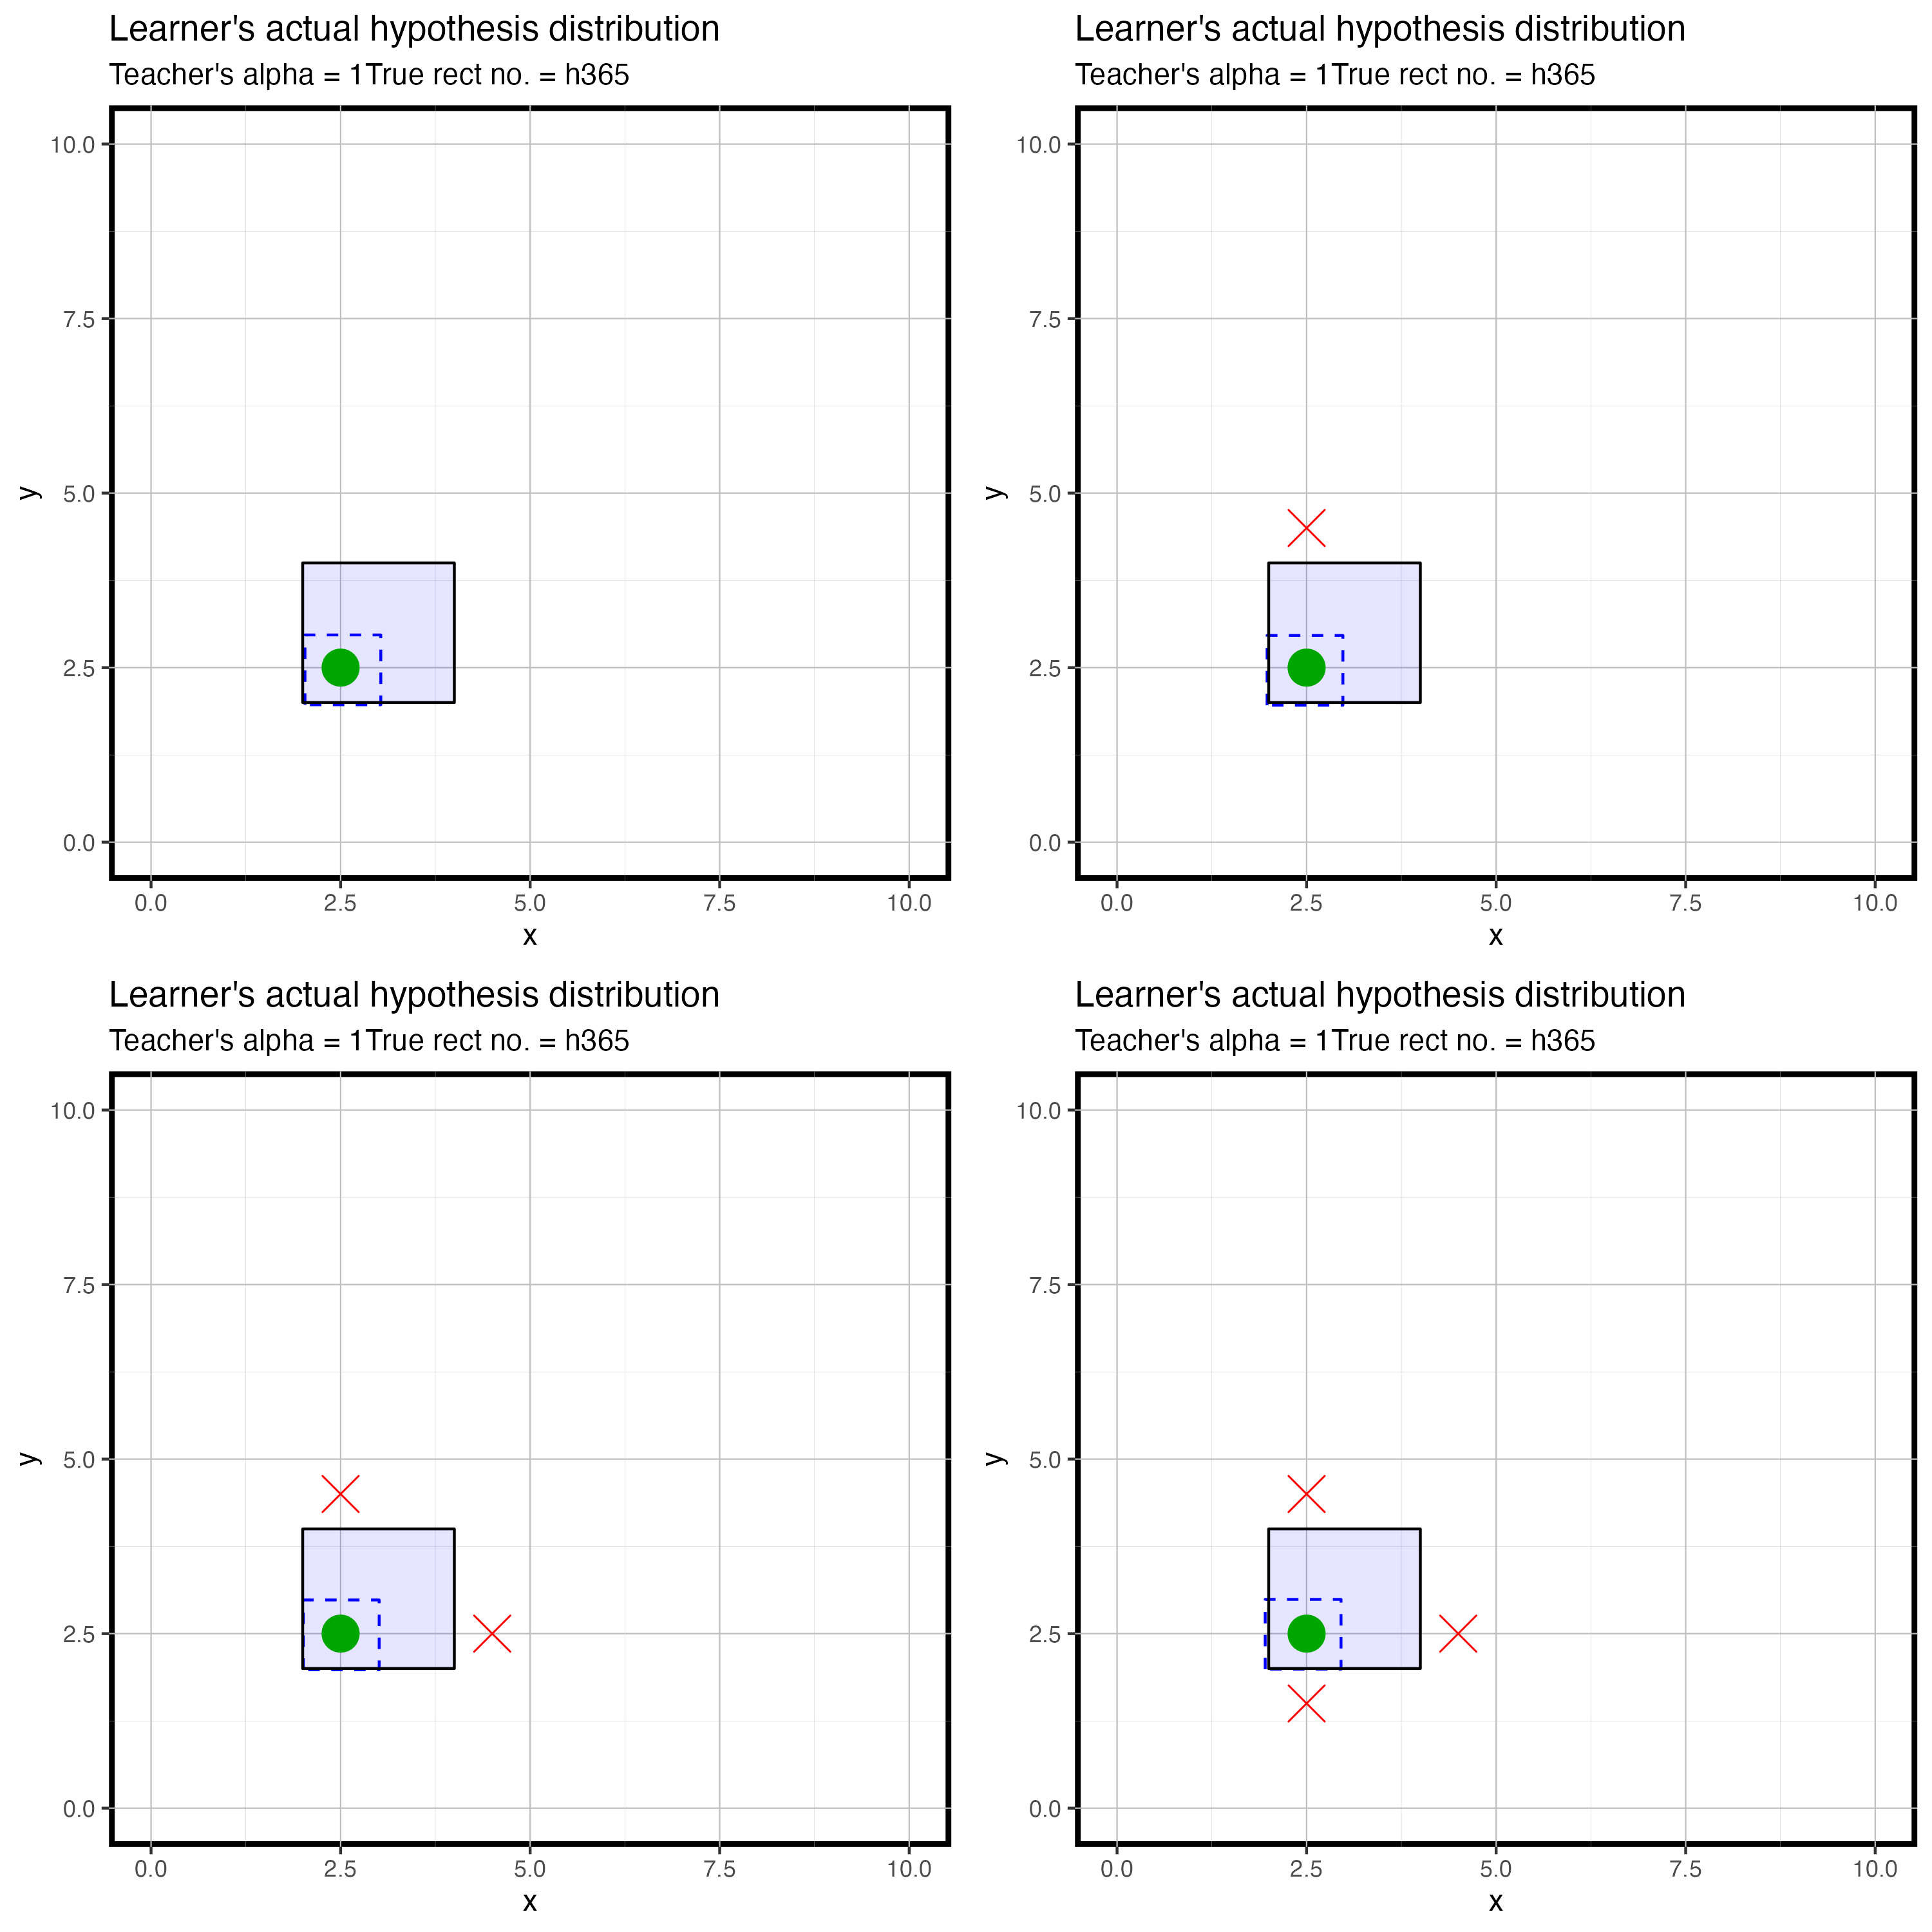 Learner's actual hypothesis distribution
Teacher's alpha = 1True rect no. = h365
10.0
7.5
5.0
2.5
0.0
y
0.0 2.5 5.0 7.5 10.0
x
Learner's actual hypothesis distribution
Teacher's alpha = 1True rect no. = h365
10.0
7.5
5.0
2.5
0.0
y
0.0 2.5 5.0 7.5 10.0
x
Learner's actual hypothesis distribution
Teacher's alpha = 1True rect no. = h365
10.0
7.5
5.0
2.5
0.0
y
0.0 2.5 5.0 7.5 10.0
x
Learner's actual hypothesis distribution
Teacher's alpha = 1True rect no. = h365
10.0
7.5
5.0
2.5
0.0
y
0.0 2.5 5.0 7.5 10.0
x